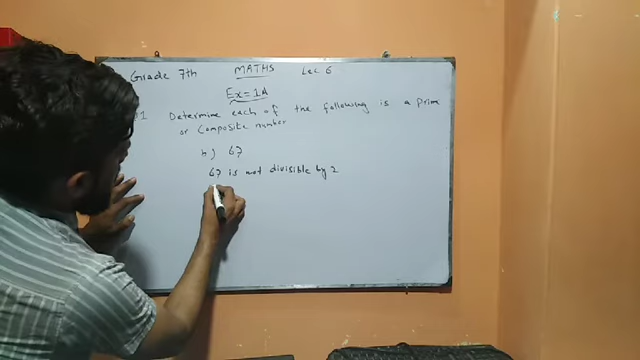 Grade 7th MATHS Lec 6
Ex = 1A
1 Determine each of the following is a prime
or Composite number
67
67 is not divisible by 2